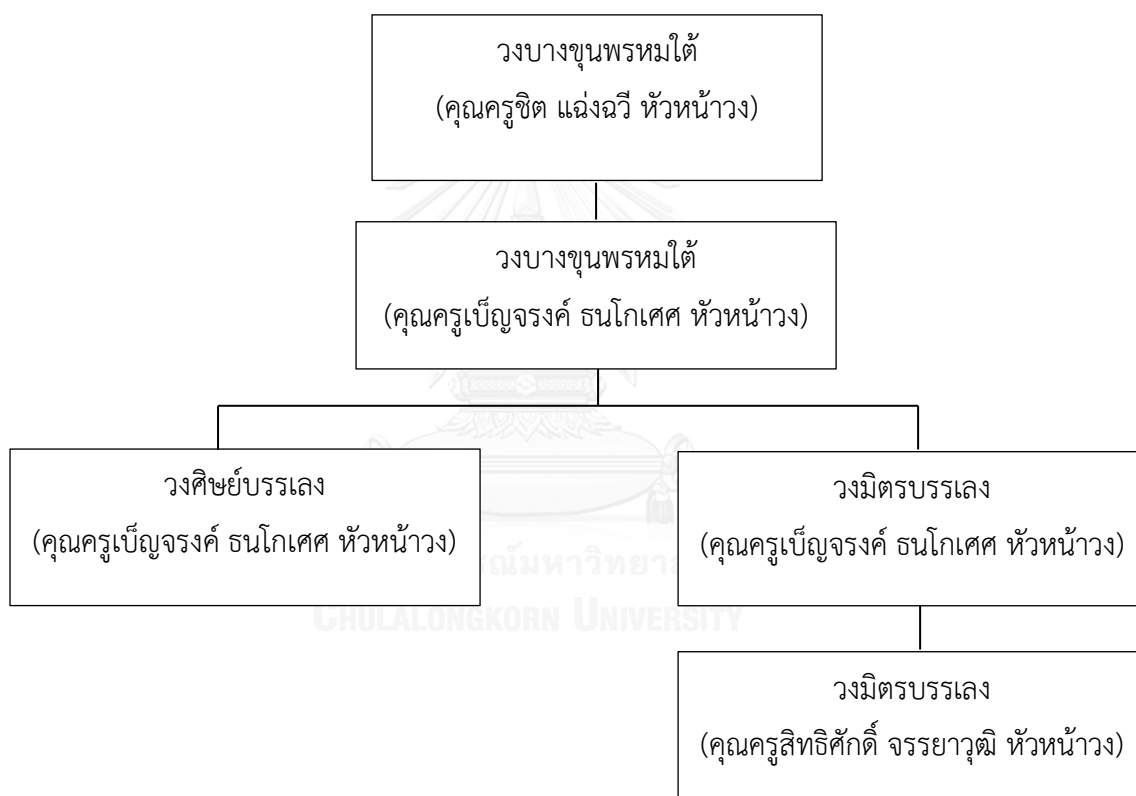 วงบางขุนพรหมใต้
(คุณครูชิต แฉ่งฉวี หัวหน้าวง)
วงบางขุนพรหมใต้
(คุณครูเบ็ญจรงค์ ธนโกเศศ หัวหน้าวง)
วงศิษย์บรรเลง
(คุณครูเบ็ญจรงค์ ธนโกเศศ หัวหน้าวง)
วงมิตรบรรเลง
(คุณครูเบ็ญจรงค์ ธนโกเศศ หัวหน้าวง)
CHULALONGKORN UNIVERSITY
วงมิตรบรรเลง
(คุณครูสิทธิศักดิ์ จรรยาวุฒิ หัวหน้าวง)